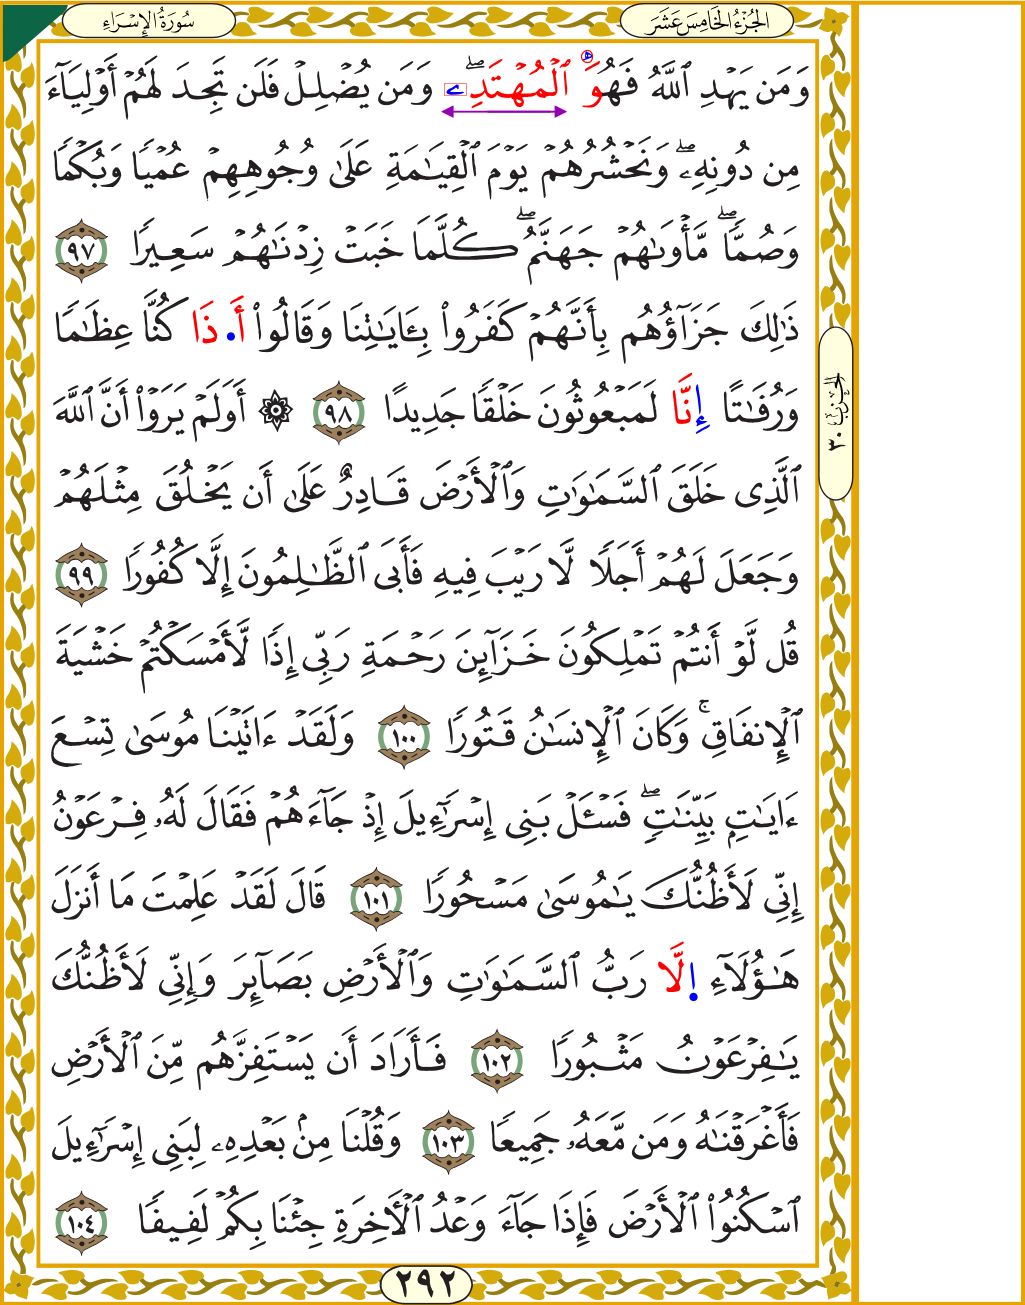 سُورَةُ الإِسْرَاءِ
الجُزْءُ الخَامِسَ عَشَرَ
وَمَن يَهْدِ ٱللَّهُ فَهُوَ ٱلْمُهْتَدِۦ ۖ وَمَن يُضْلِلْ فَلَن تَجِدَ لَهُمْ أَوْلِيَآءَ
مِن دُونِهِۦ ۖ وَنَحْشُرُهُمْ يَوْمَ ٱلْقِيَـٰمَةِ عَلَىٰ وُجُوهِهِمْ عُمْيًا وَبُكْمًا
وَصُمًّا ۖ مَّأْوَىٰهُمْ جَهَنَّمُ ۖ كُلَّمَا خَبَتْ زِدْنَـٰهُمْ سَعِيرًا ٩٧
ذَٰلِكَ جَزَآؤُهُم بِأَنَّهُمْ كَفَرُوا۟ بِـَٔايَـٰتِنَا وَقَالُوٓا۟ أَ.ذَا كُنَّا عِظَـٰمًا
وَرُفَـٰتًا إِنَّا لَمَبْعُوثُونَ خَلْقًا جَدِيدًا ٩٨ ۞ أَوَلَمْ يَرَوْا۟ أَنَّ ٱللَّهَ
ٱلَّذِى خَلَقَ ٱلسَّمَـٰوَٰتِ وَٱلْأَرْضَ قَادِرٌ عَلَىٰ أَن يَخْلُقَ مِثْلَهُمْ
وَجَعَلَ لَهُمْ أَجَلًا لَّا رَيْبَ فِيهِ فَأَبَى ٱلظَّـٰلِمُونَ إِلَّا كُفُورًا ٩٩
قُل لَّوْ أَنتُمْ تَمْلِكُونَ خَزَآئِنَ رَحْمَةِ رَبِّى إِذًا لَّأَمْسَكْتُمْ خَشْيَةَ
ٱلْإِنفَاقِ ۚ وَكَانَ ٱلْإِنسَـٰنُ قَتُورًا ١٠٠ وَلَقَدْ ءَاتَيْنَا مُوسَىٰ تِسْعَ
ءَايَـٰتٍۭ بَيِّنَـٰتٍ ۖ فَسْـَٔلْ بَنِىٓ إِسْرَٰٓءِيلَ إِذْ جَآءَهُمْ فَقَالَ لَهُۥ فِرْعَوْنُ
إِنِّى لَأَظُنُّكَ يَـٰمُوسَىٰ مَسْحُورًا ١٠١ قَالَ لَقَدْ عَلِمْتَ مَآ أَنزَلَ
هَـٰٓؤُلَآءِ اِلَّا رَبُّ ٱلسَّمَـٰوَٰتِ وَٱلْأَرْضِ بَصَآئِرَ وَإِنِّى لَأَظُنُّكَ
يَـٰفِرْعَوْنُ مَثْبُورًا ١٠٢ فَأَرَادَ أَن يَسْتَفِزَّهُم مِّنَ ٱلْأَرْضِ
فَأَغْرَقْنَـٰهُ وَمَن مَّعَهُۥ جَمِيعًا ١٠٣ وَقُلْنَا مِنۢ بَعْدِهِۦ لِبَنِىٓ إِسْرَٰٓءِيلَ
ٱسْكُنُوا۟ ٱلْأَرْضَ فَإِذَا جَآءَ وَعْدُ ٱلْـَٔاخِرَةِ جِئْنَا بِكُمْ لَفِيفًا ١٠٤
الحِزْبُ ٣٠
٢٩٢